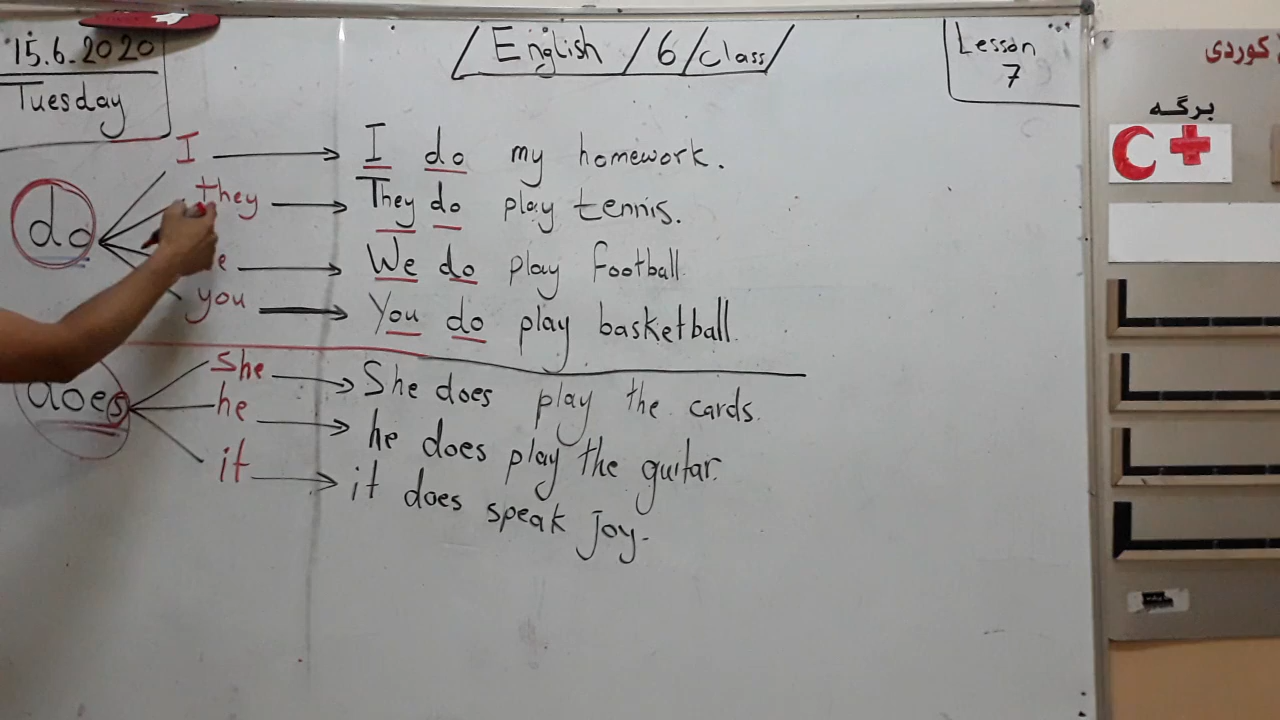 15.6.2020
Tuesday
/ English / 6 / class /
Lesson
7
do
I
they
e
you
I do my homework.
They do play tennis.
We do play football.
You do play basketball.
does
she
he
it
She does play the cards.
he does play the guitar.
it does speak joy.
کوردی
برگه